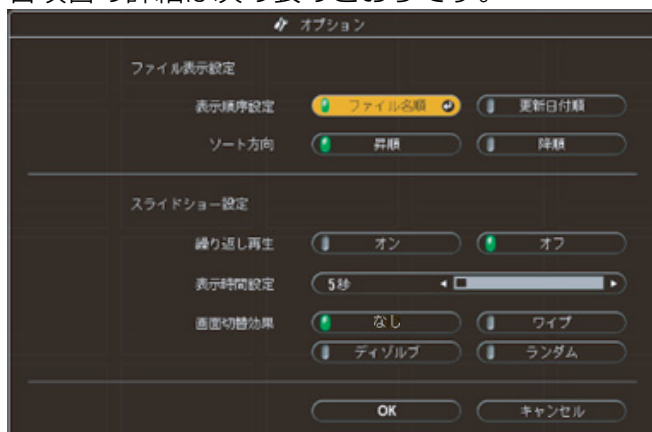 各項目の詳細は次の表のとおりです。
オプション
ファイル表示設定
表示順序設定 ファイル名順 更新日付順
ソート方向 昇順 降順
スライドショー設定
繰り返し再生 オン オフ
表示時間設定 5秒
画面切替効果 なし ワイプ
ディゾルブ ランダム
OK キャンセル